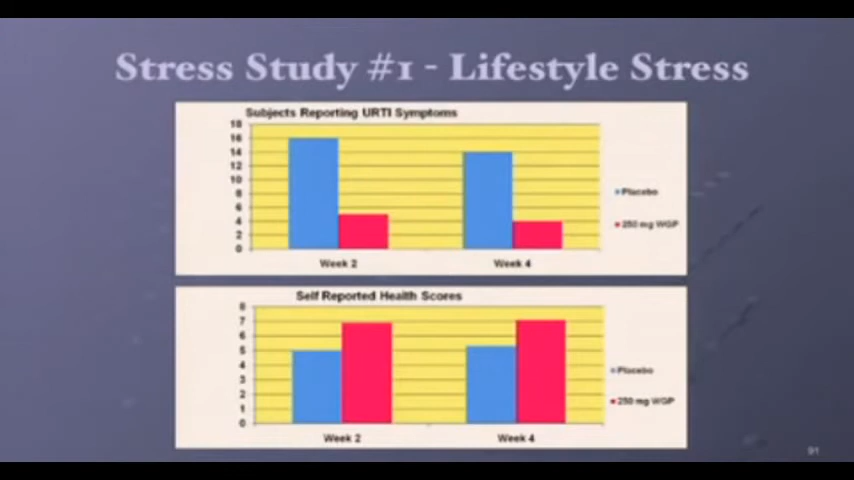 Stress Study #1 - Lifestyle Stress
Subjects Reporting URTI Symptoms
18
16
14
12
10
8
6
4
2
0
Placebo
250 mg WGP
Week 2 Week 4
Self Reported Health Scores
8
7
6
5
4
3
2
1
0
Placebo
250 mg WGP
Week 2 Week 4
91